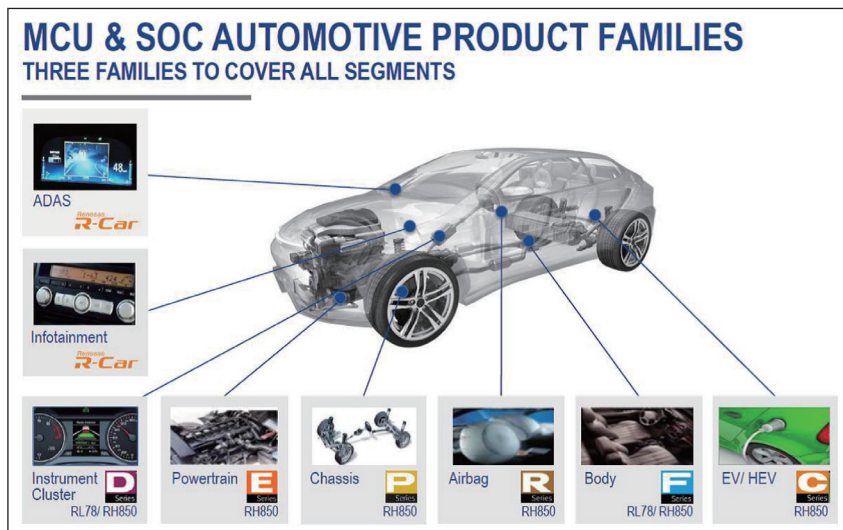 MCU & SOC AUTOMOTIVE PRODUCT FAMILIES
THREE FAMILIES TO COVER ALL SEGMENTS
48
ADAS
Renesas
R-Car
Infotainment
Renesas
R-Car
Instrument
Cluster
D
Series
RL78/ RH850
Powertrain
E
Series
RH850
Chassis
P
Series
RH850
Airbag
R
Series
RH850
Body
F
Series
RL78/ RH850
EV/ HEV
C
Series
RH850